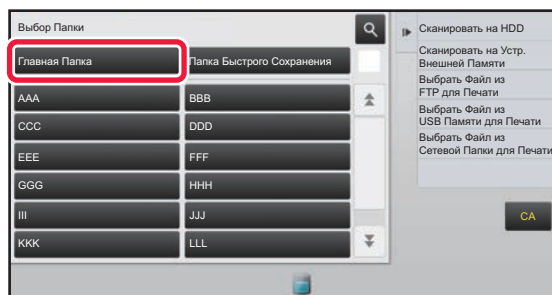 Выбор Папки
Главная Папка
Папка Быстрого Сохранения
AAA
BBB
CCC
DDD
EEE
FFF
GGG
HHH
III
JJJ
KKK
LLL
Сканировать на HDD
Сканировать на Устр.
Внешней Памяти
Выбрать Файл из
FTP для Печати
Выбрать Файл из
USB Памяти для Печати
Выбрать Файл из
Сетевой Папки для Печати
CA